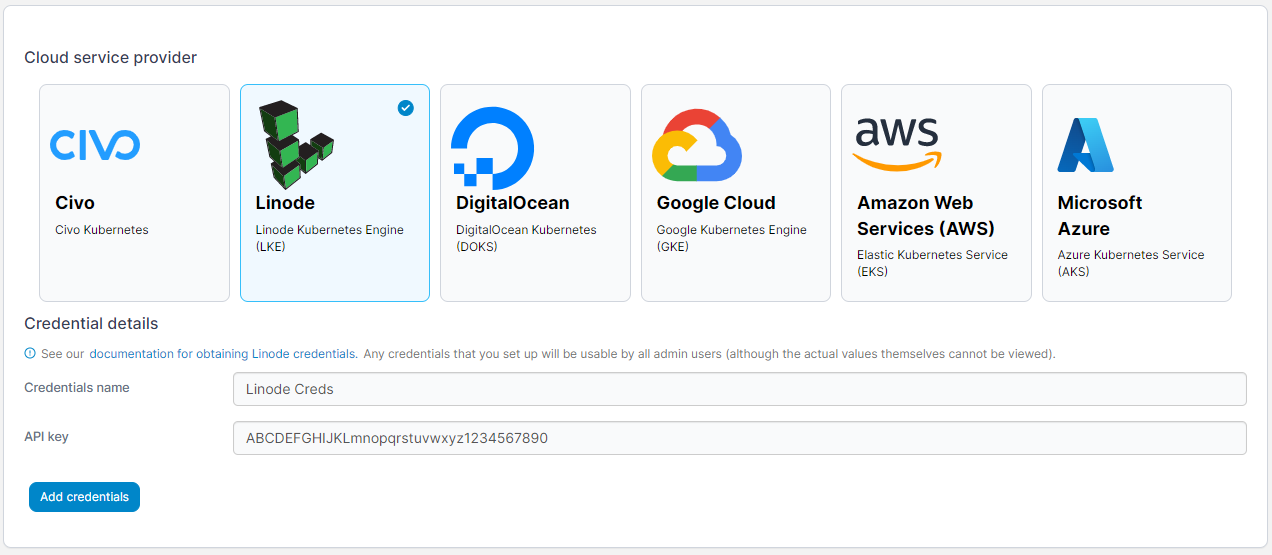 Cloud service provider
CIVO
aws
Civo
Linode
DigitalOcean
Google Cloud
Amazon Web
Services (AWS)
Microsoft
Azure
Civo Kubernetes
Linode Kubernetes Engine
(LKE)
DigitalOcean Kubernetes
(DOKS)
Google Kubernetes Engine
(GKE)
Elastic Kubernetes Service
(EKS)
Azure Kubernetes Service
(AKS)
Credential details
See our documentation for obtaining Linode credentials. Any credentials that you set up will be usable by all admin users (although the actual values themselves cannot be viewed).
Credentials name
Linode Creds
API key
ABCDEFGHIJKLmnopqrstuvwxyz1234567890
Add credentials